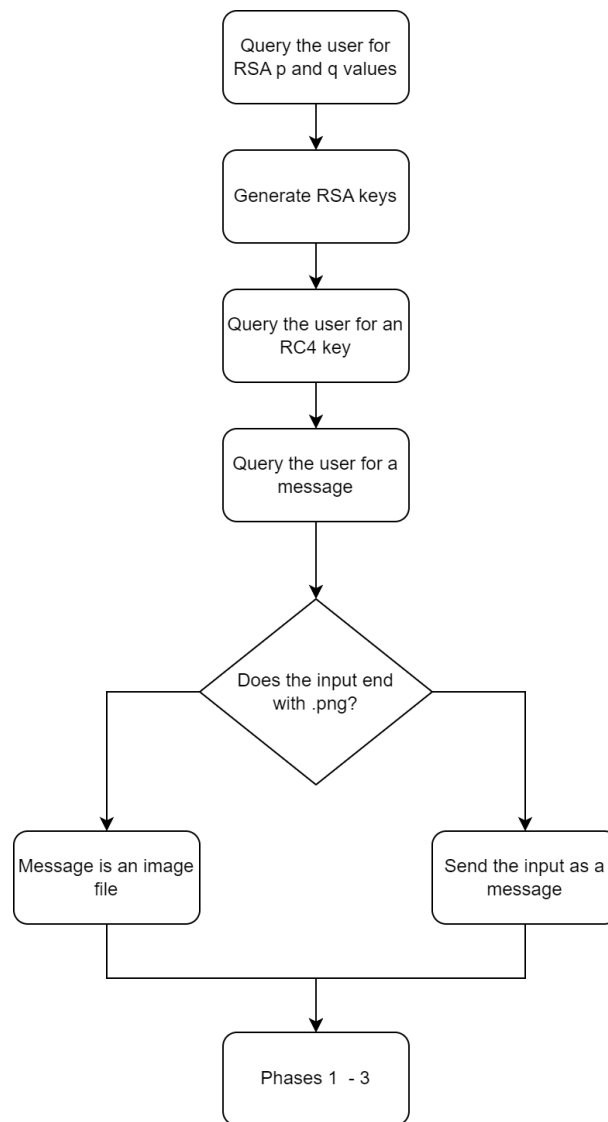 Query the user for
RSA p and q values
Generate RSA keys
Query the user for an
RC4 key
Query the user for a
message
Does the input end
with .png?
Message is an image
file
Send the input as a
message
Phases 1 - 3